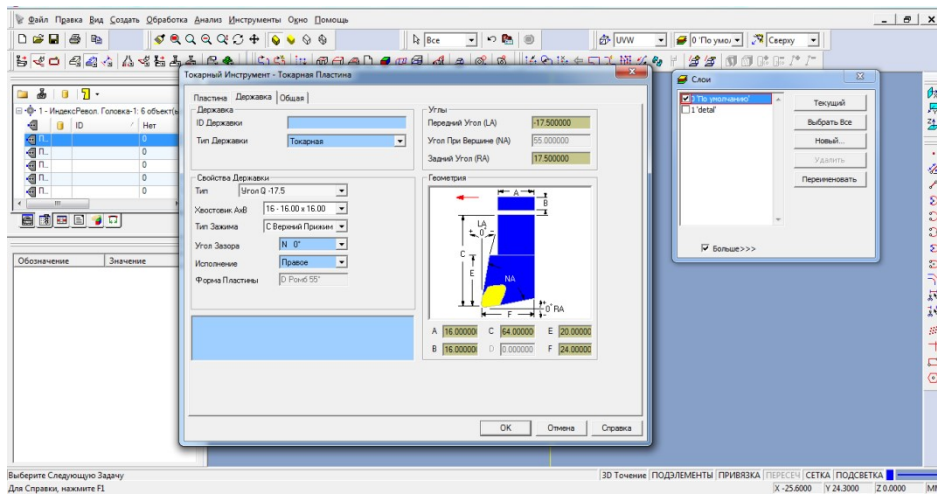 Файл Правка Вид Создать Обработка Анализ Инструменты Окно Помощь
Все UVW 0 'По умо. Сверху
Токарный Инструмент - Токарная Пластина
Слои
Пластина Державка Общая
Державка
ID Державки
Тип Державки Токарная
Углы
Передний Угол (LA) -17.500000
Угол При Вершине (NA) 55.000000
Задний Угол (RA) 17.500000
Свойства Державки
Тип Угол Q -17.5
Хвостовик АхВ 16 - 16.00 x 16.00
Тип Зажима С Верхний Прижим
Угол Зазора N 0°
Исполнение Правое
Форма Пластины D Ромб 55°
Геометрия
A
B
LA
0°
C
E
NA
0° RA
F
A 16.00000 C 64.00000 E 20.00000
B 16.00000 D 0.000000 F 24.00000
OK Отмена Справка
0 'По умолчанию'
1 'detal'
Текущий
Выбрать Все
Новый...
Удалить
Переименовать
Больше>>>
1 - ИндексРевол. Головка-1: 6 объект(ы
ID Нет
П.. 0
П.. 0
П.. 0
П.. 0
Обозначение Значение
Выберите Следующую Задачу
3D Точение ПОДЭЛЕМЕНТЫ ПРИВЯЗКА ПЕРЕСЕЧ СЕТКА ПОДСВЕТКА
Для Справки, нажмите F1
X -25.6000 Y 24.3000 Z 0.0000 ММ